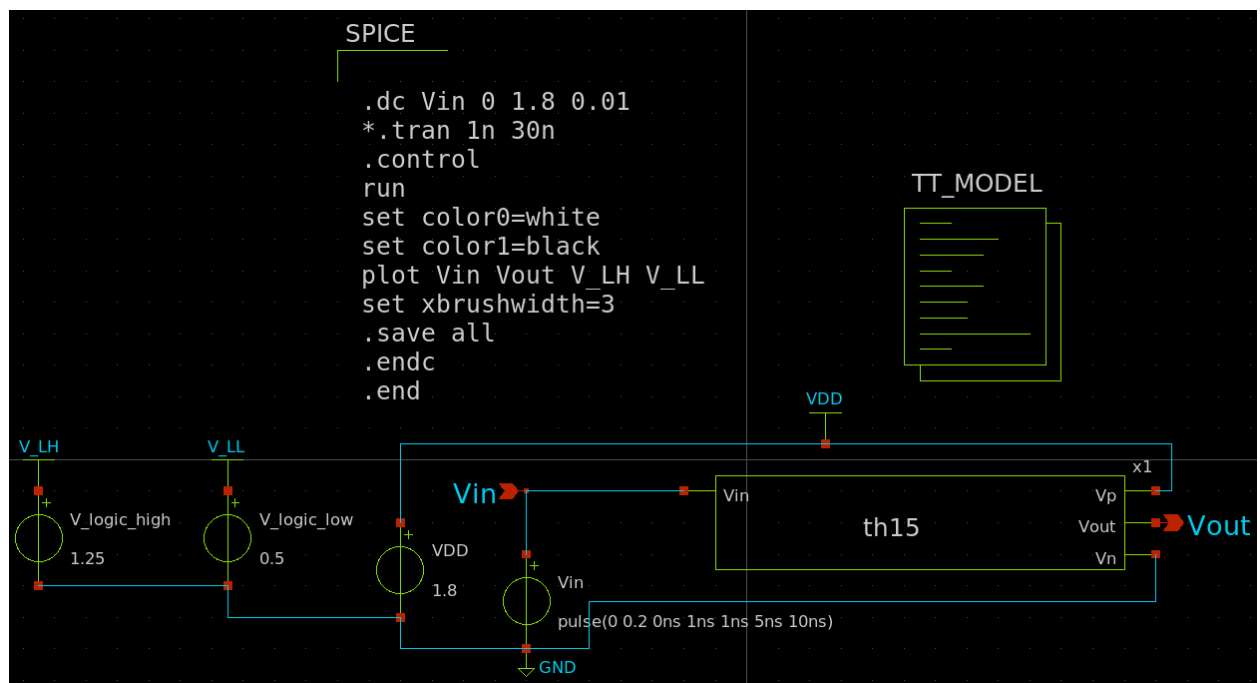 SPICE
.dc Vin 0 1.8 0.01
*.tran 1n 30n
.control
run
set color0=white
set color1=black
plot Vin Vout V_LH V_LL
set xbrushwidth=3
.save all
.endc
.end
TT_MODEL
VDD
V_LH
V_LL
x1
Vin
Vin
Vp
V_logic_high
V_logic_low
th15
Vout
Vout
1.25
0.5
+
+
+
+
VDD
Vn
1.8
Vin
pulse(0 0.2 0ns 1ns 1ns 5ns 10ns)
GND